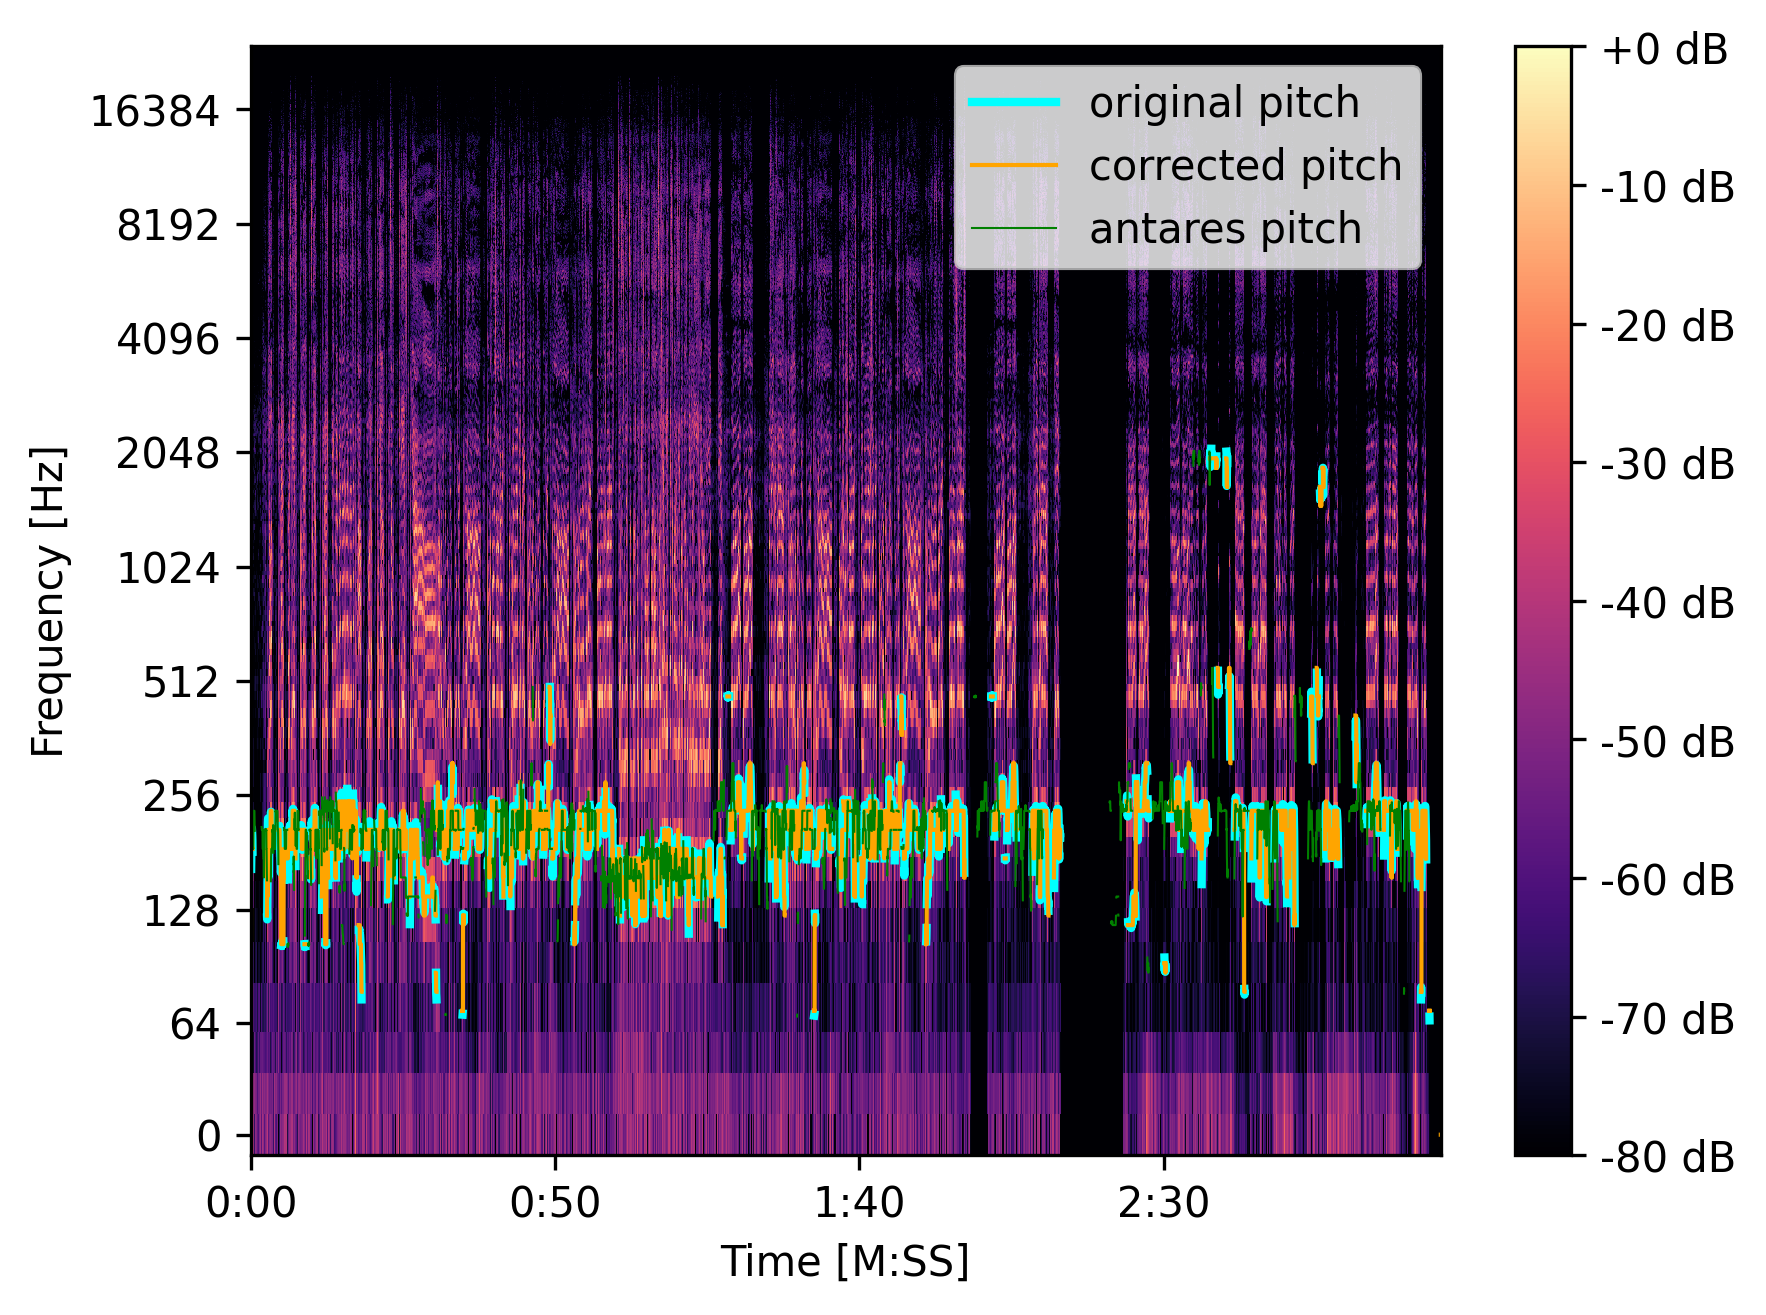 16384
8192
4096
2048
1024
512
256
128
64
0
Frequency [Hz]
0:00
0:50
1:40
2:30
Time [M:SS]
original pitch
corrected pitch
antares pitch
+0 dB
-10 dB
-20 dB
-30 dB
-40 dB
-50 dB
-60 dB
-70 dB
-80 dB